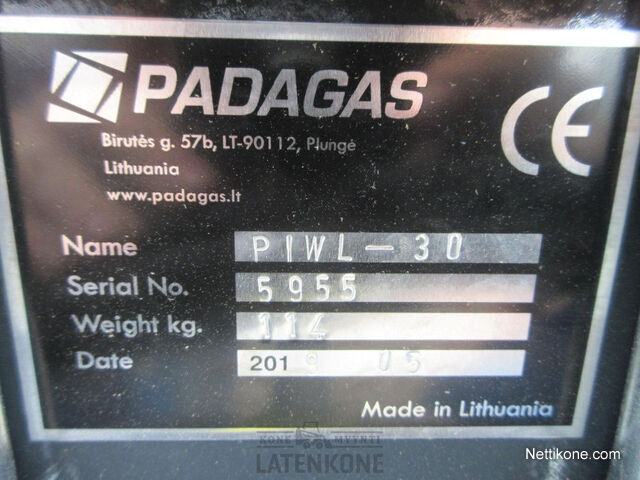 PADAGAS
CE
Birutės g. 57b, LT-90112, Plungė
Lithuania
www.padagas.lt
Name PIWL-30
Serial No. 5955
Weight kg. 114
Date 2019 05
Made in Lithuania
KONE MYYNTI
LATENKONE
Nettikone.com